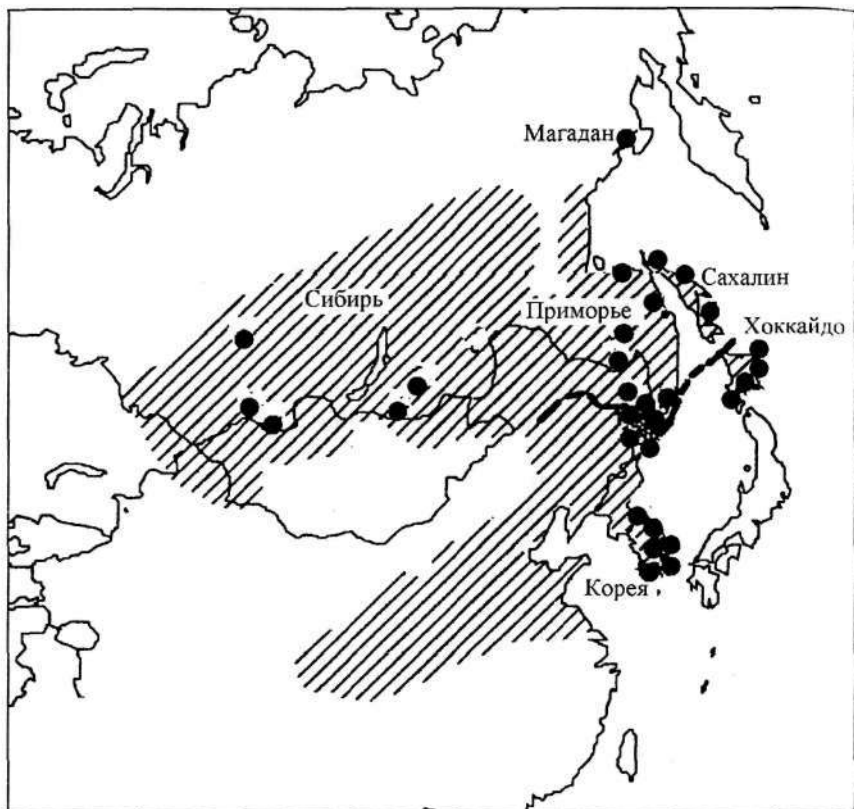 Магадан
Сахалин
Сибирь
Приморье
Хоккайдо
Корея